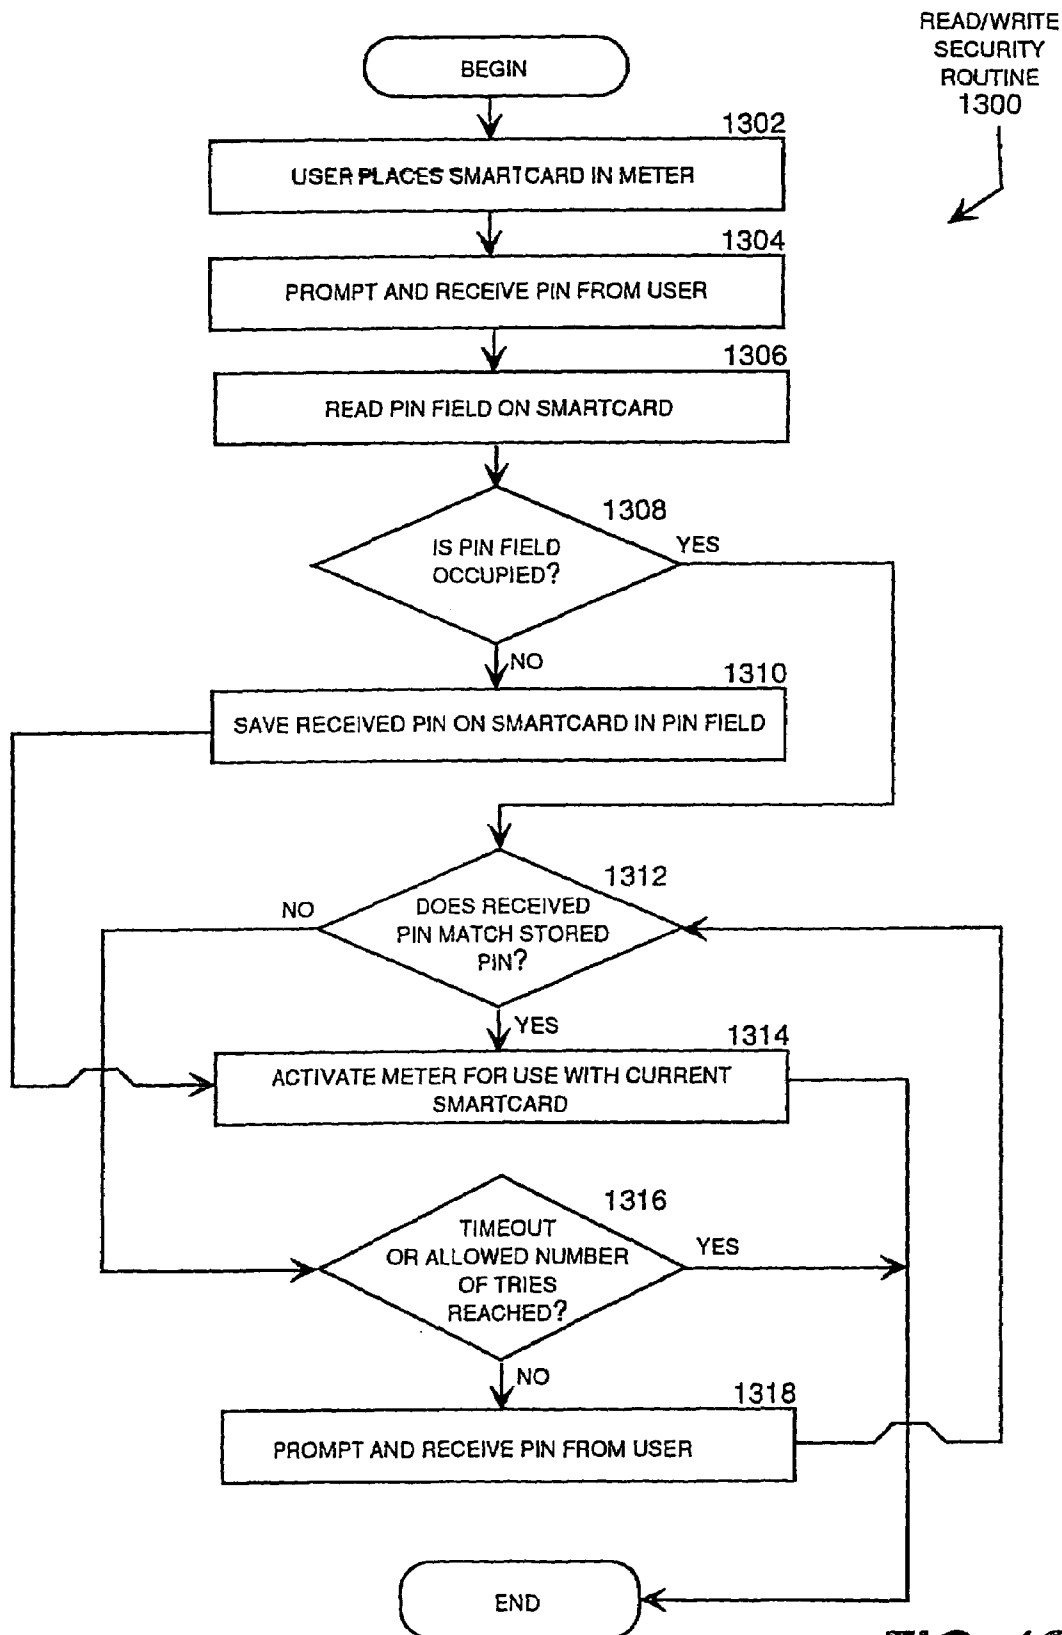 READ/WRITE
SECURITY
ROUTINE
1300
BEGIN
1302
USER PLACES SMARTCARD IN METER
1304
PROMPT AND RECEIVE PIN FROM USER
1306
READ PIN FIELD ON SMARTCARD
1308
IS PIN FIELD
OCCUPIED?
YES
NO
1310
SAVE RECEIVED PIN ON SMARTCARD IN PIN FIELD
1312
DOES RECEIVED
PIN MATCH STORED
PIN?
NO
YES
1314
ACTIVATE METER FOR USE WITH CURRENT
SMARTCARD
1316
TIMEOUT
OR ALLOWED NUMBER
OF TRIES
REACHED?
YES
NO
1318
PROMPT AND RECEIVE PIN FROM USER
END